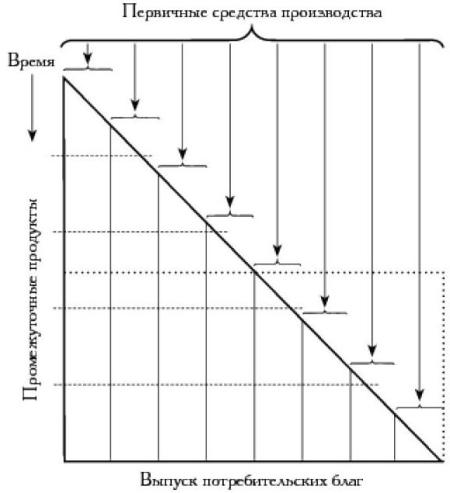 Первичные средства производства
Время
Промежуточные продукты
Выпуск потребительских благ